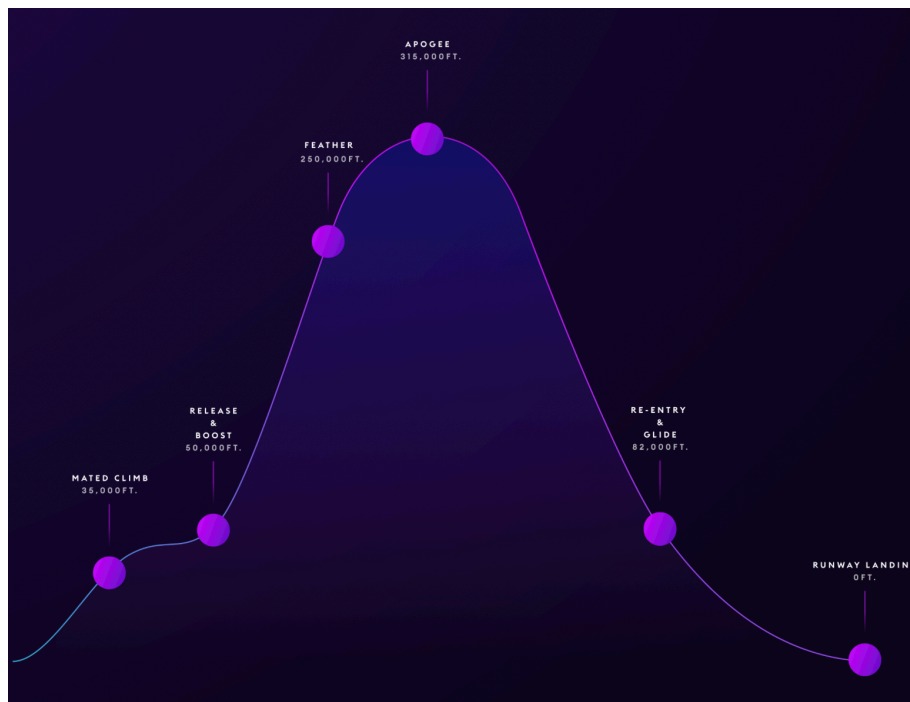 APOGEE
315,000FT.
FEATHER
250,000FT.
RELEASE
&
BOOST
50,000FT.
MATED CLIMB
35,000FT.
RE-ENTRY
&
GLIDE
82,000FT.
RUNWAY LANDIN
0FT.